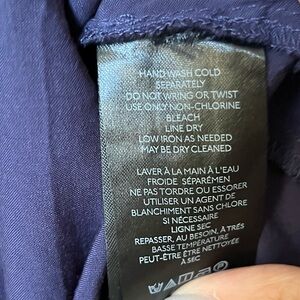 HAND WASH COLD
SEPARATELY
DO NOT WRING OR TWIST
USE ONLY NON-CHLORINE
BLEACH
LINE DRY
LOW IRON AS NEEDED
MAY BE DRY CLEANED
LAVER À LA MAIN À L'EAU
FROIDE SÉPARÉMEN
NE PAS TORDRE OU ESSORER
UTILISER UN AGENT DE
BLANCHIMENT SANS CHLORE
SI NÉCESSAIRE
LIGNE SEC
REPASSER, AU BESOIN, À TRÈS
BASSE TEMPÉRATURE
PEUT-ÊTRE ÊTRE NETTOYÉE
À SEC